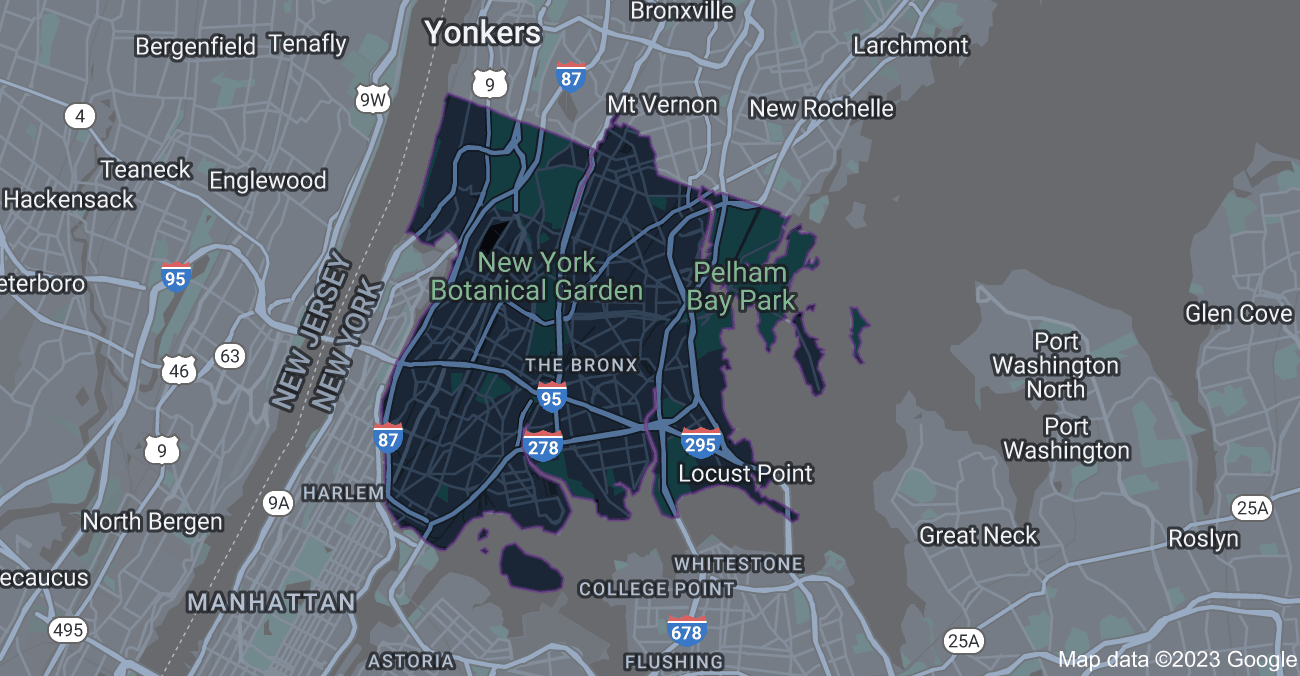 Bronxville
Yonkers
Bergenfield
Tenafly
Larchmont
87
9
9W
Mt Vernon
New Rochelle
4
Teaneck
Englewood
Hackensack
New York
Botanical Garden
Pelham
Bay Park
95
eterboro
NEW JERSEY
NEW YORK
Glen Cove
Port
Washington
North
63
46
THE BRONX
95
Port
Washington
87
278
295
9
Locust Point
HARLEM
9A
25A
North Bergen
Great Neck
Roslyn
WHITESTONE
ecaucus
COLLEGE POINT
MANHATTAN
495
678
25A
ASTORIA
FLUSHING
Map data ©2023 Google